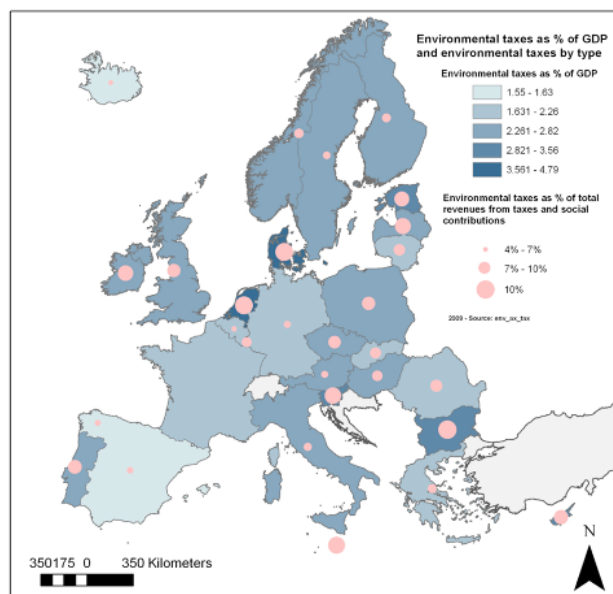 Environmental taxes as % of GDP
and environmental taxes by type
Environmental taxes as % of GDP
1.55 - 1.63
1.631 - 2.26
2.261 - 2.82
2.821 - 3.56
3.561 - 4.79
Environmental taxes as % of total
revenues from taxes and social
contributions
4% - 7%
7% - 10%
10%
2009 - Source: env_ac_tax
N
350175 0 350 Kilometers